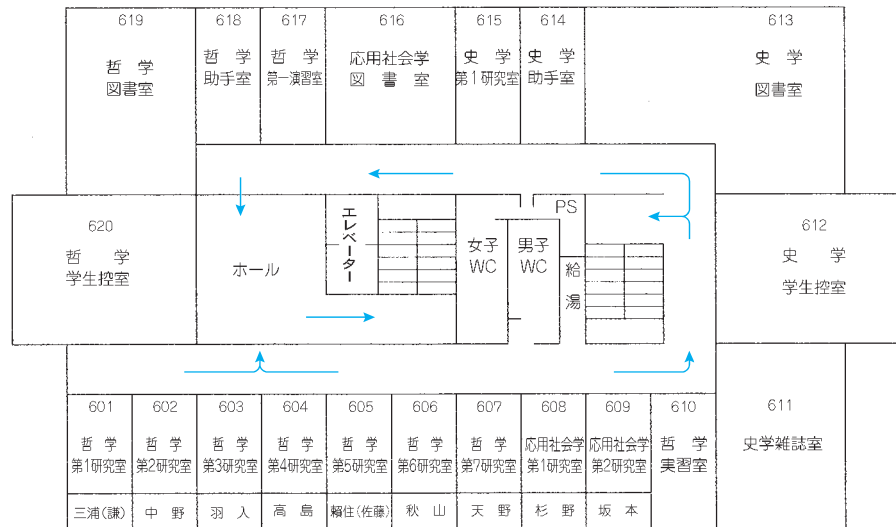 619
哲学
図書室
618
哲学
助手室
617
哲学
第一演習室
616
応用社会学
図書室
615
史学
第1研究室
614
史学
助手室
613
史学
図書室
620
哲学
学生控室
ホール
エレベーター
女子
WC
男子
WC
PS
給湯
612
史学
学生控室
601
哲学
第1研究室
三浦(謙)
602
哲学
第2研究室
中野
603
哲学
第3研究室
羽入
604
哲学
第4研究室
高島
605
哲学
第5研究室
頼住(佐藤)
606
哲学
第6研究室
秋山
607
哲学
第7研究室
天野
608
応用社会学
第1研究室
杉野
609
応用社会学
第2研究室
坂本
610
哲学
実習室
611
史学雑誌室